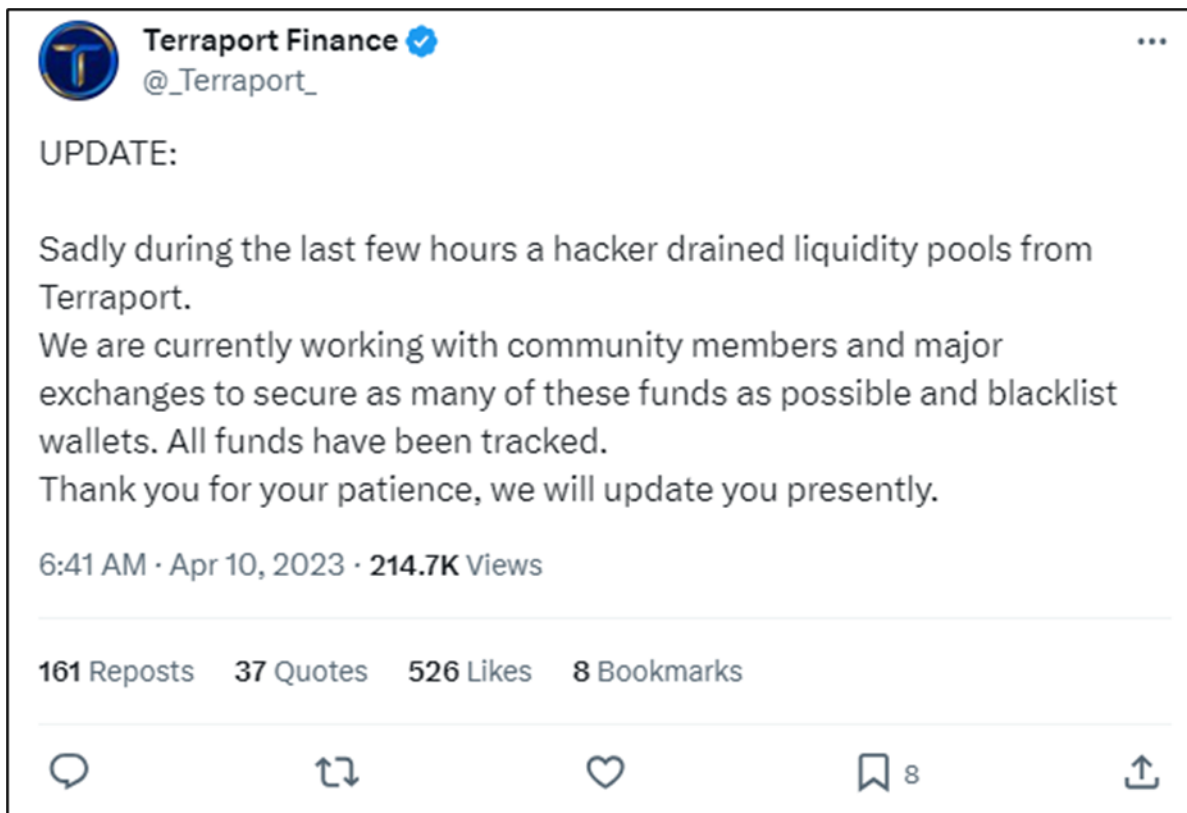 Terraport Finance
@_Terraport_
UPDATE:
Sadly during the last few hours a hacker drained liquidity pools from
Terraport.
We are currently working with community members and major
exchanges to secure as many of these funds as possible and blacklist
wallets. All funds have been tracked.
Thank you for your patience, we will update you presently.
6:41 AM · Apr 10, 2023 · 214.7K Views
161 Reposts 37 Quotes 526 Likes 8 Bookmarks
8